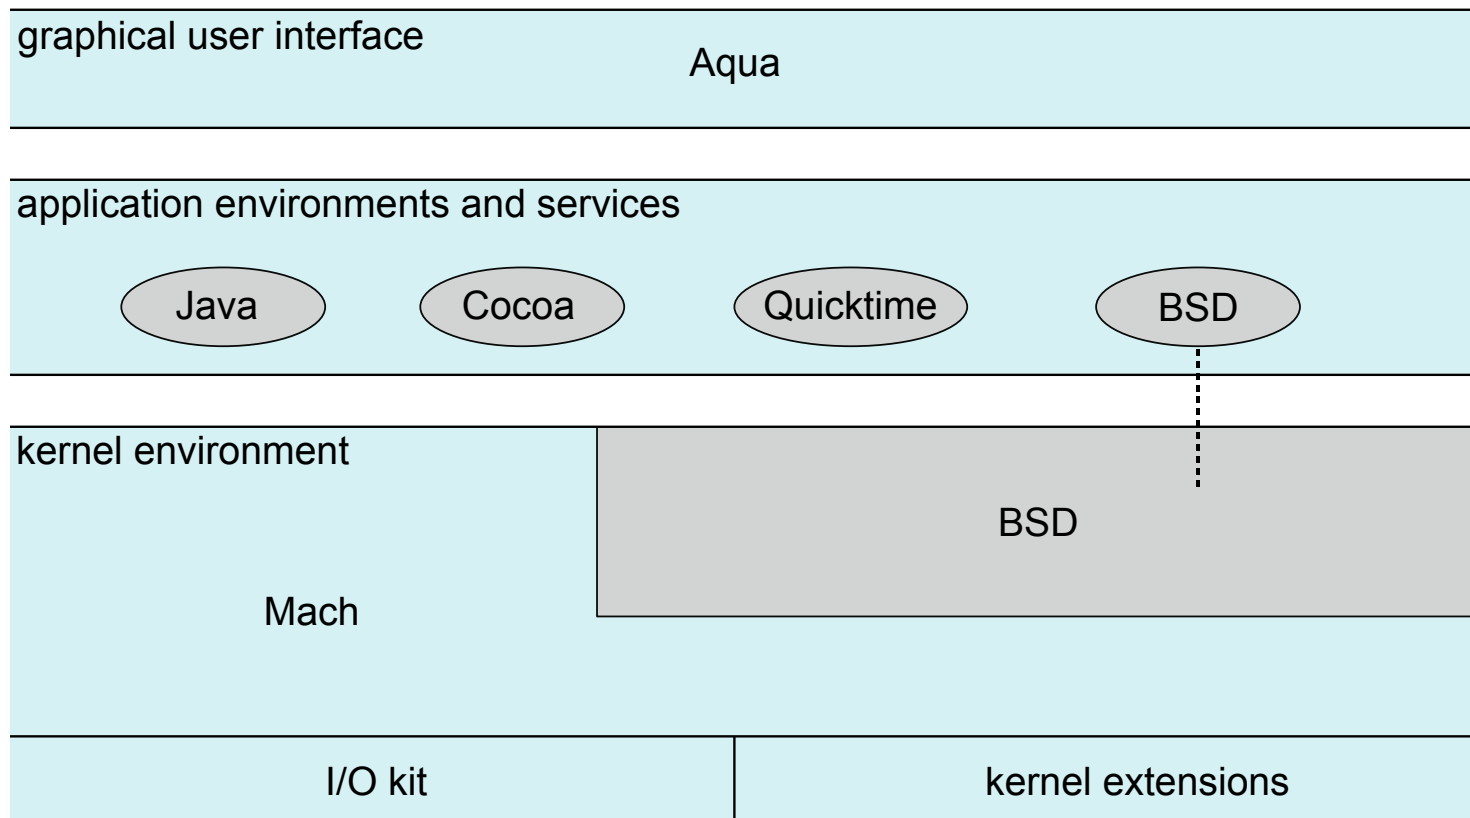 graphical user interface
Aqua
application environments and services
Java
Cocoa
Quicktime
BSD
kernel environment
BSD
Mach
I/O kit
kernel extensions